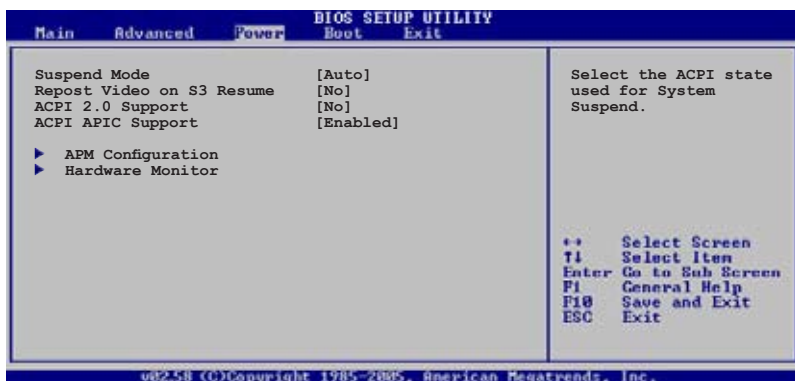 BIOS SETUP UTILITY
Main Advanced Power Boot Exit
Suspend Mode [Auto]
Repost Video on S3 Resume [No]
ACPI 2.0 Support [No]
ACPI APIC Support [Enabled]
APM Configuration
Hardware Monitor
Select the ACPI state
used for System
Suspend.
←→ Select Screen
↑↓ Select Item
Enter Go to Sub Screen
F1 General Help
F10 Save and Exit
ESC Exit
v02.58 (C)Copyright 1985-2005, American Megatrends, Inc.